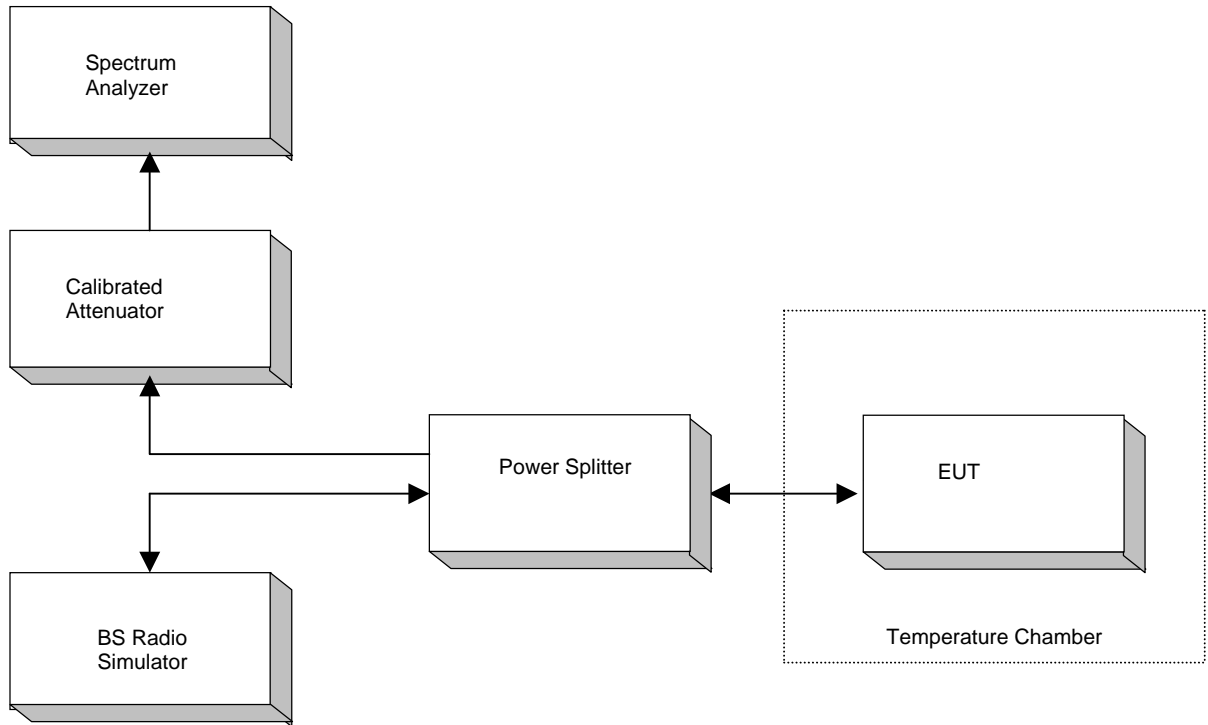 Spectrum
Analyzer
Calibrated
Attenuator
Power Splitter
EUT
BS Radio
Simulator
Temperature Chamber